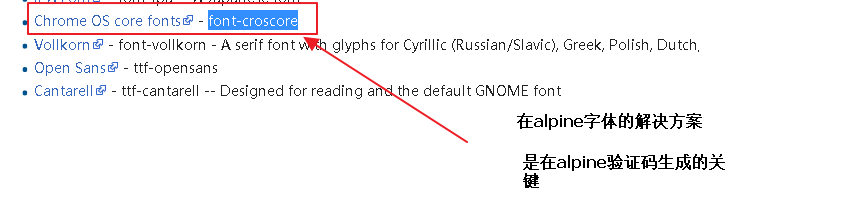 Chrome OS core fonts - font-croscore
Vollkorn - font-vollkorn - A serif font with glyphs for Cyrillic (Russian/Slavic), Greek, Polish, Dutch.
Open Sans - ttf-opensans
Cantarell - ttf-cantarell -- Designed for reading and the default GNOME font
在alpine字体的解决方案
是在alpine验证码生成的关
键